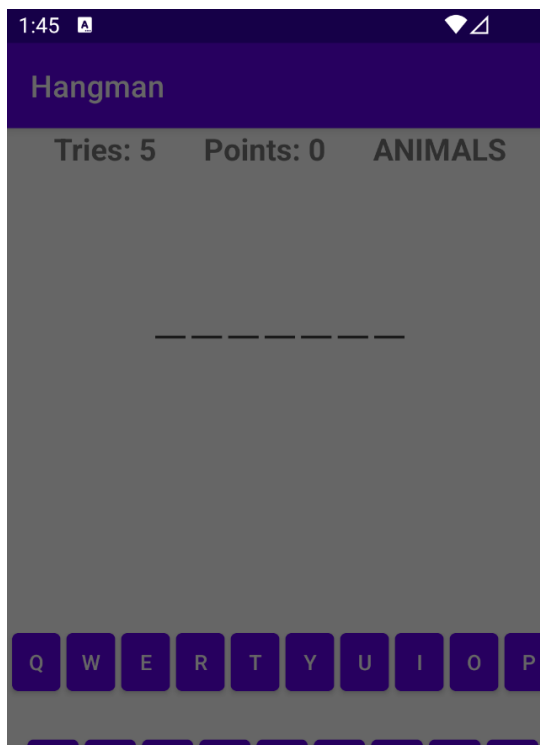 1:45 A
Hangman
Tries: 5 Points: 0 ANIMALS
_ _ _ _ _ _ _
Q W E R T Y U I O P